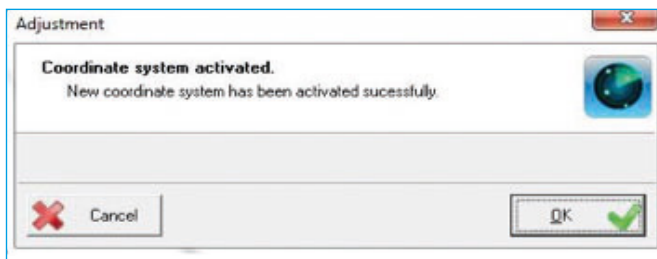 Adjustment
Coordinate system activated.
New coordinate system has been activated sucessfully.
Cancel
OK